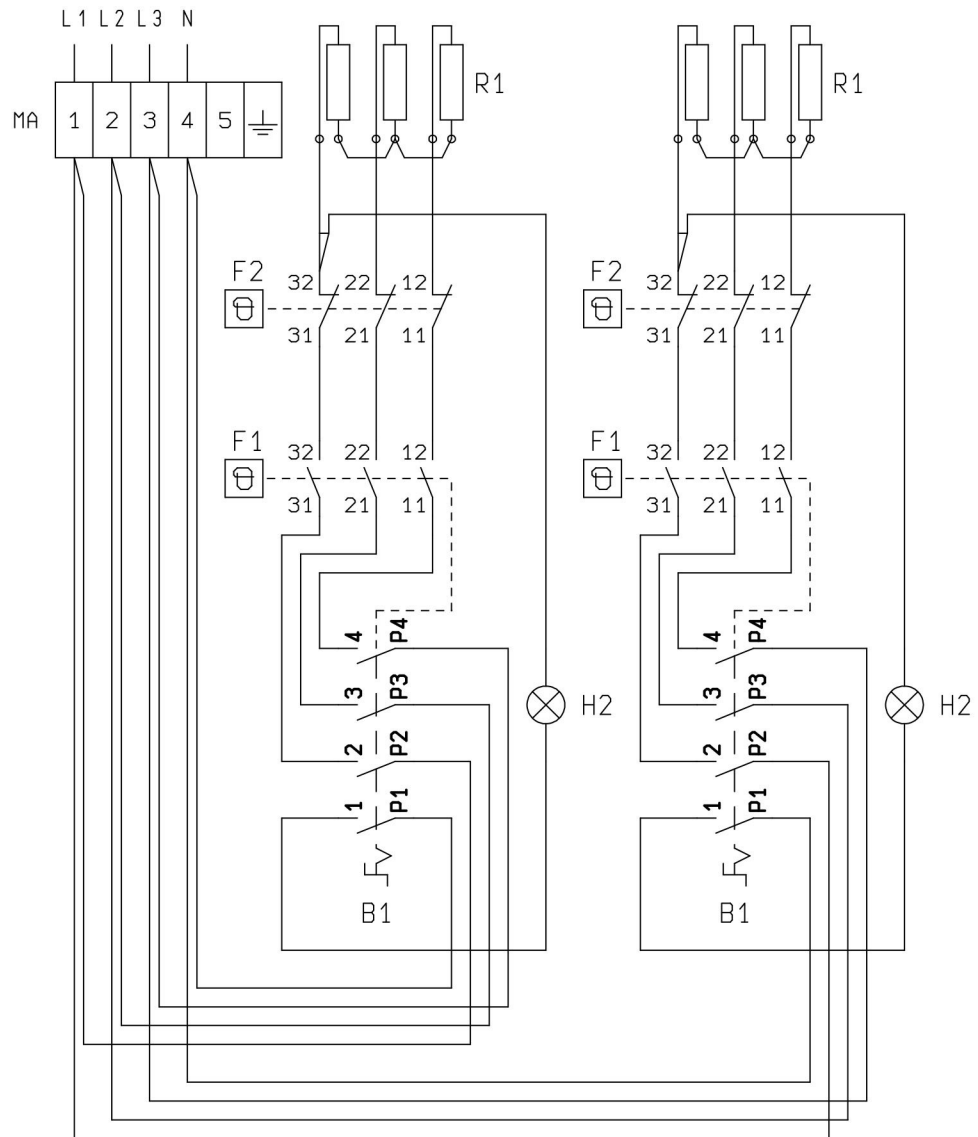 L1 L2 L3 N
MA 1 2 3 4 5
R1 R1
F2 32 22 12 F2 32 22 12
31 21 11 31 21 11
F1 32 22 12 F1 32 22 12
31 21 11 31 21 11
4 P4 4 P4
3 P3 H2 3 P3 H2
2 P2 2 P2
1 P1 1 P1
B1 B1